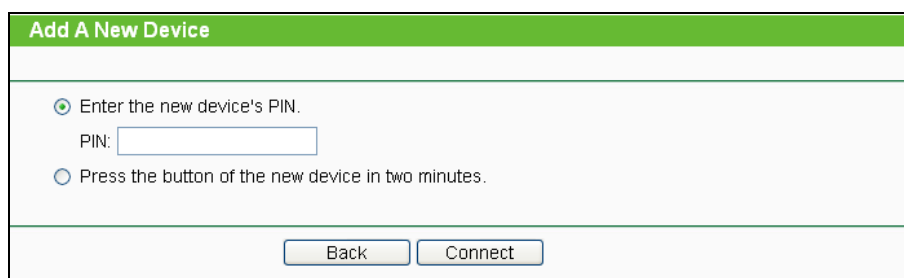 Add A New Device
Enter the new device's PIN.
PIN:
Press the button of the new device in two minutes.
Back Connect